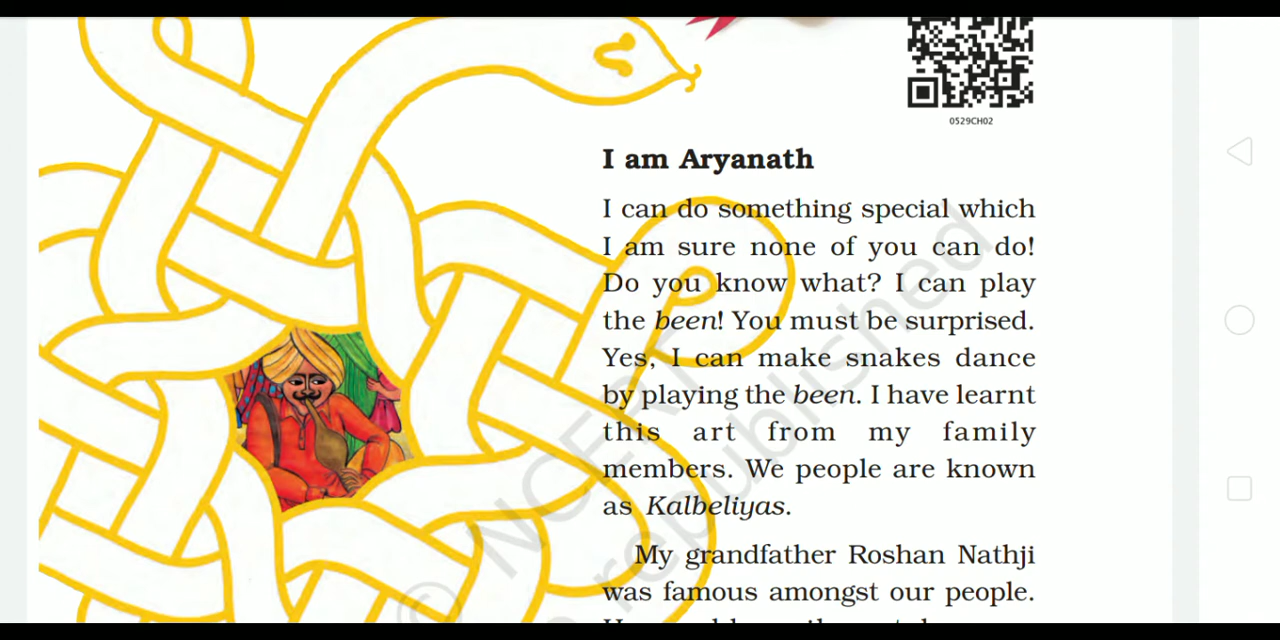 0529CH02
I am Aryanath
I can do something special which
I am sure none of you can do!
Do you know what? I can play
the been! You must be surprised.
Yes, I can make snakes dance
by playing the been. I have learnt
this art from my family
members. We people are known
as Kalbeliyas.
My grandfather Roshan Nathji
was famous amongst our people.
© NCERT
republished